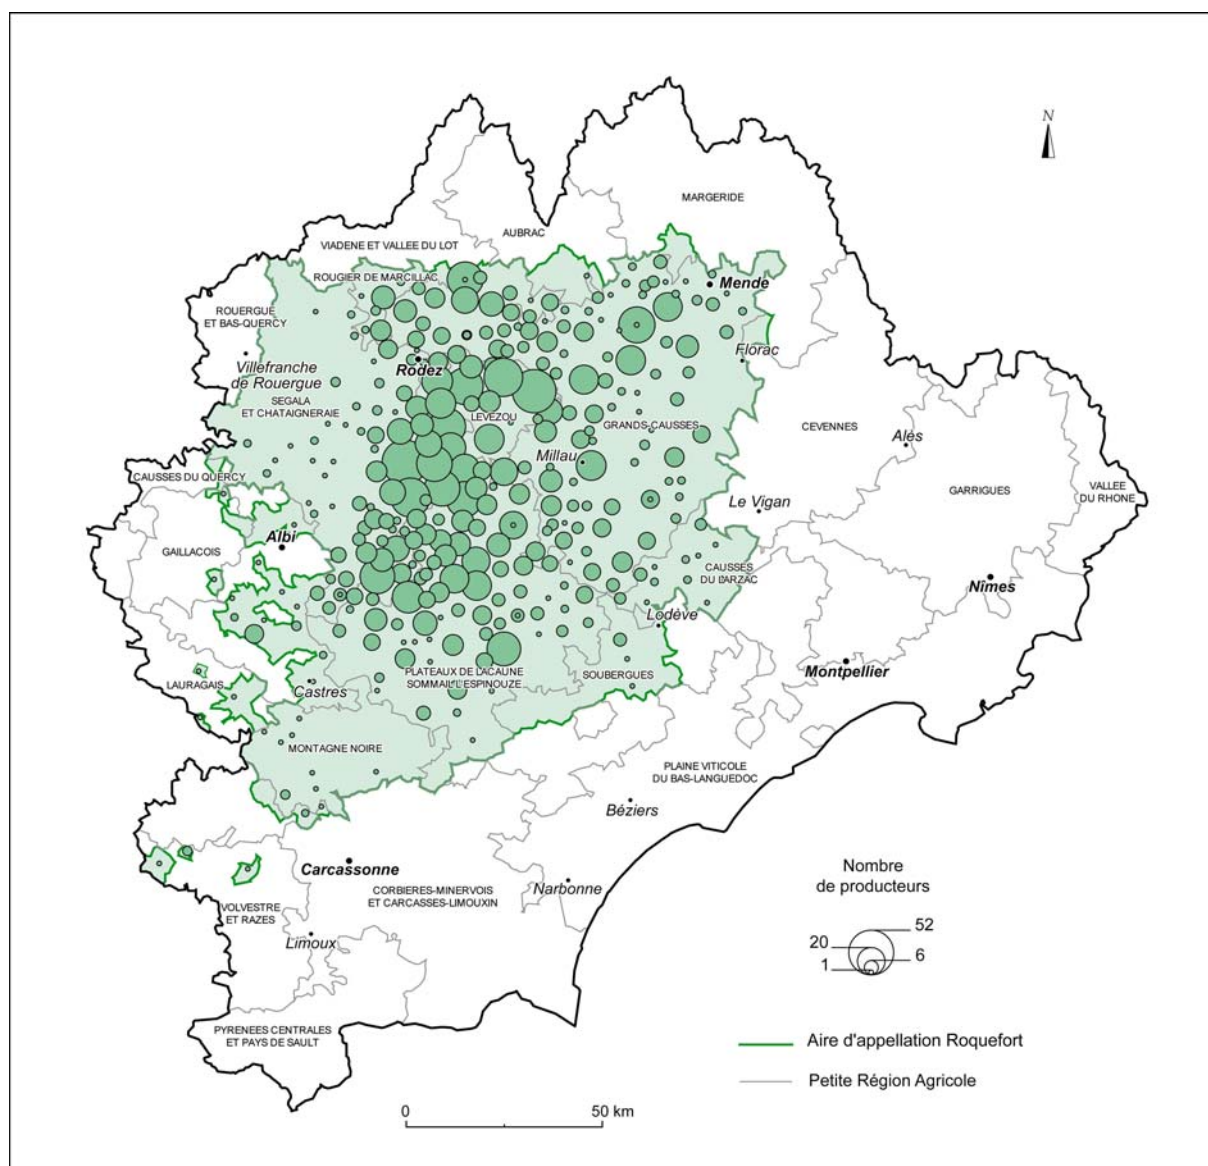 N
MARGERIDE
AUBRAC
VIADENE ET VALLEE DU LOT
ROUGIER DE MARCILLAC
Mende
ROUERGUE
ET BAS-QUERCY
Florac
Villefranche
de Rouergue
Rodez
SEGALA
ET CHATAIGNERAIE
LEVEZOU
GRANDS-CAUSSES
CEVENNES
Alès
Millau
CAUSSES DU QUERCY
GARRIGUES
VALLEE
DU RHONE
Le Vigan
Albi
GAILLACOIS
CAUSSES
DU LARZAC
Nîmes
Lodève
Montpellier
PLATEAUX DE LACAUNE
SOMMAIL L'ESPINOUZE
SOUBERGUES
LAURAGAIS
Castres
MONTAGNE NOIRE
PLAINE VITICOLE
DU BAS-LANGUEDOC
Béziers
Carcassonne
CORBIERES-MINERVOIS
ET CARCASSES-LIMOUXIN
Narbonne
VOLVESTRE
ET RAZES
Limoux
PYRENEES CENTRALES
ET PAYS DE SAULT
Nombre
de producteurs
52
20
6
1
Aire d'appellation Roquefort
Petite Région Agricole
0 50 km